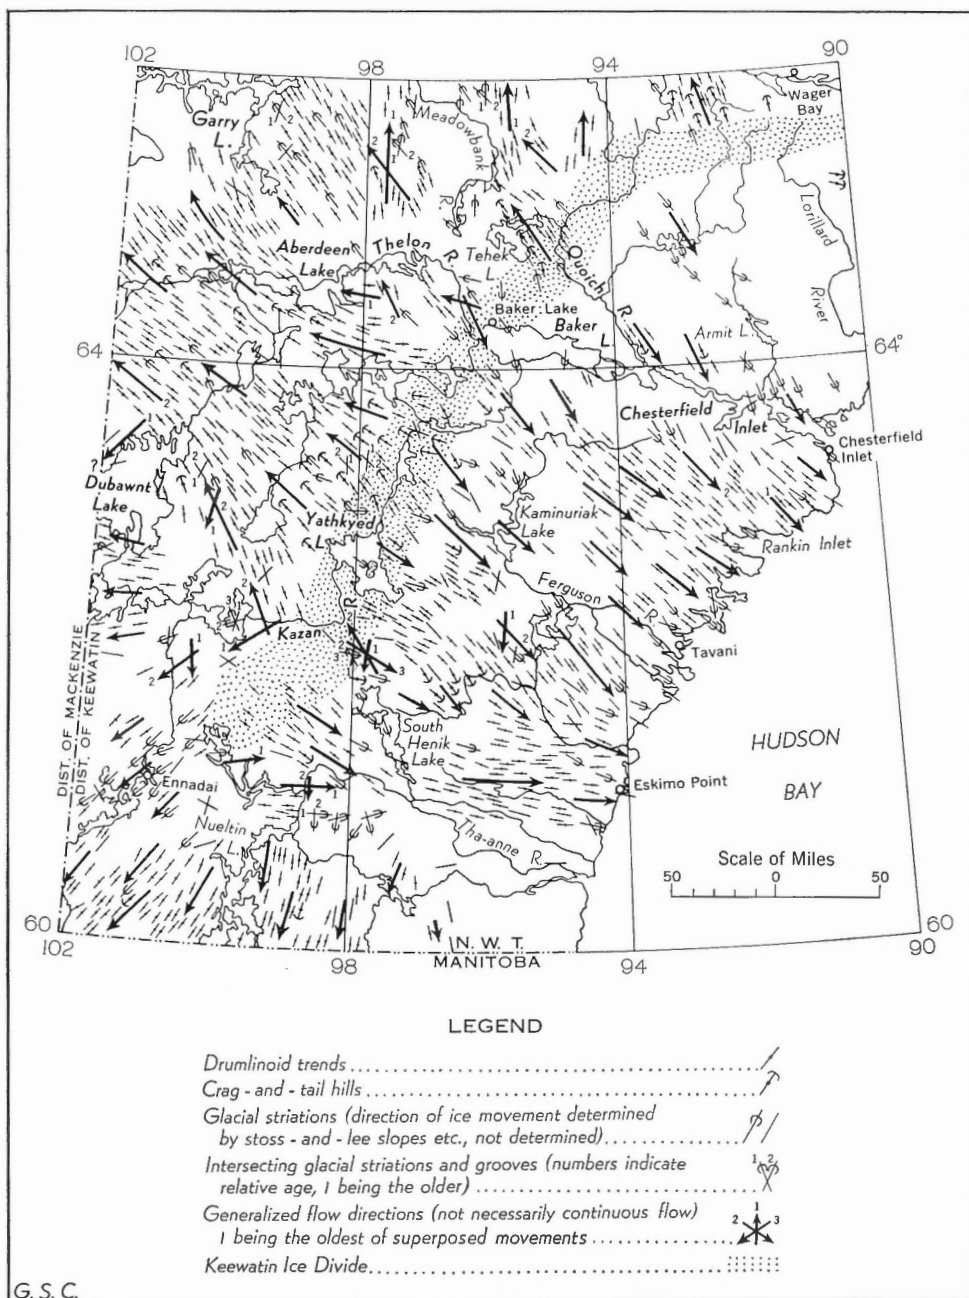 102
98
94
90
Wager
Bay
Garry
L.
Meadowbank
R.
Lorillard
River
Aberdeen
Lake
Thelon
R.
Tehek
L.
Quoich
R.
Baker Lake
Baker
L.
Armit L.
64
64°
Chesterfield
Inlet
Chesterfield
Inlet
Dubawnt
Lake
Yathkyed
L.
Kaminuriak
Lake
Rankin Inlet
Ferguson
R.
Kazan
R.
Tavani
DIST. OF MACKENZIE
DIST. OF KEEWATIN
South
Henik
Lake
HUDSON
BAY
Ennadai
Eskimo Point
Nueltin
L.
Tha-anne R.
Scale of Miles
50 0 50
60
60
102
98
N. W. T.
MANITOBA
94
90
LEGEND
Drumlinoid trends
Crag - and - tail hills
Glacial striations (direction of ice movement determined
by stoss - and - lee slopes etc., not determined)
Intersecting glacial striations and grooves (numbers indicate
relative age, 1 being the older)
1 2
Generalized flow directions (not necessarily continuous flow)
1 being the oldest of superposed movements
2 1 3
Keewatin Ice Divide
G. S. C.